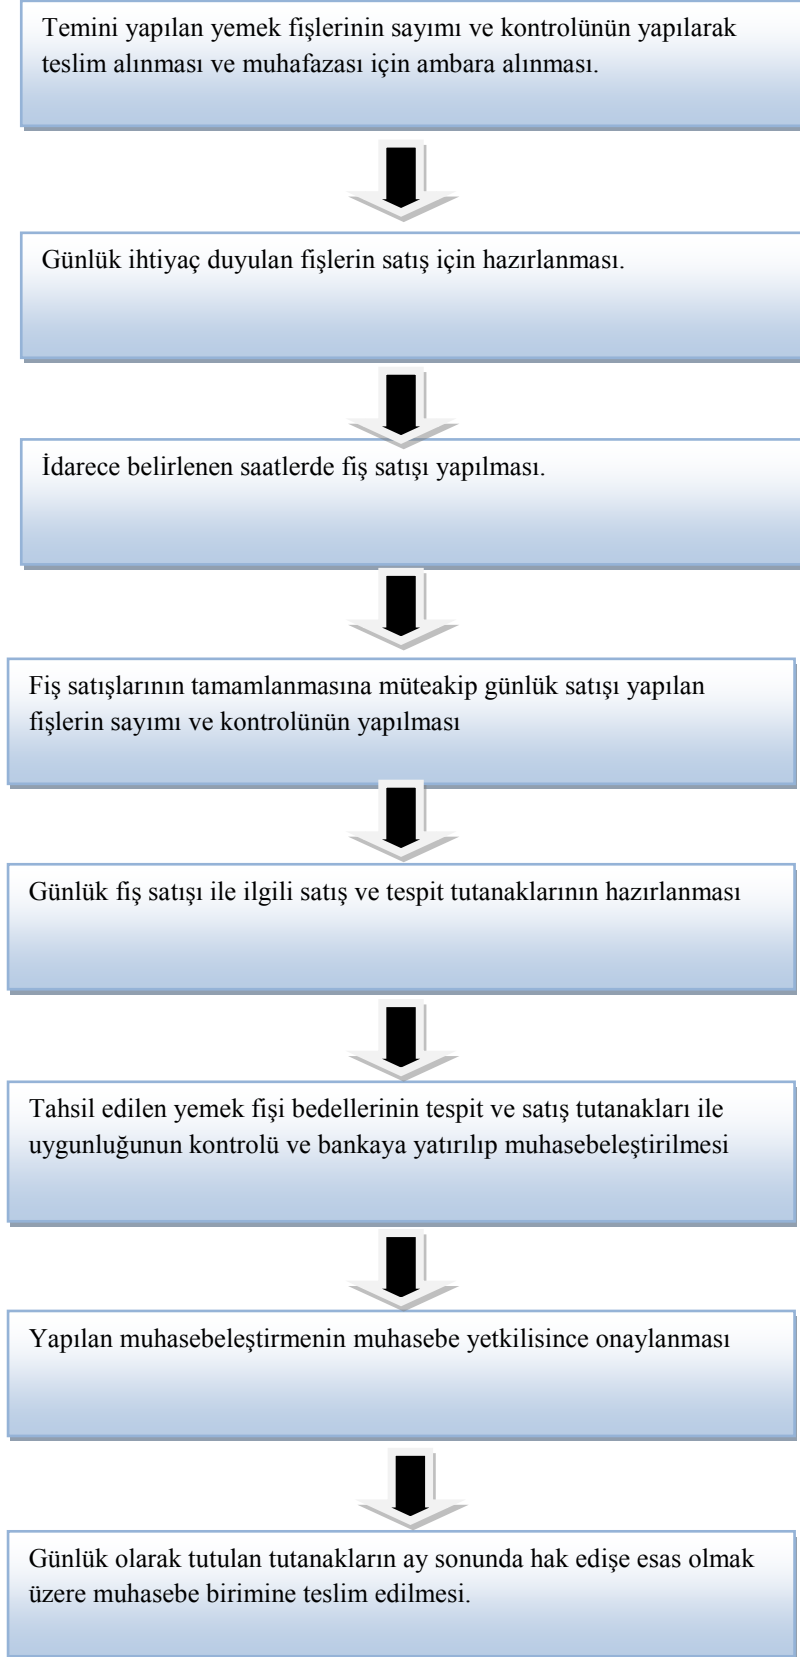 Temini yapılan yemek fişlerinin sayımı ve kontrolünün yapılarak
teslim alınması ve muhafazası için ambara alınması.
Günlük ihtiyaç duyulan fişlerin satış için hazırlanması.
İdarece belirlenen saatlerde fiş satışı yapılması.
Fiş satışlarının tamamlanmasına müteakip günlük satışı yapılan
fişlerin sayımı ve kontrolünün yapılması
Günlük fiş satışı ile ilgili satış ve tespit tutanaklarının hazırlanması
Tahsil edilen yemek fişi bedellerinin tespit ve satış tutanakları ile
uygunluğunun kontrolü ve bankaya yatırılıp muhasebeleştirilmesi
Yapılan muhasebeleştirmenin muhasebe yetkilisince onaylanması
Günlük olarak tutulan tutanakların ay sonunda hak edişe esas olmak
üzere muhasebe birimine teslim edilmesi.